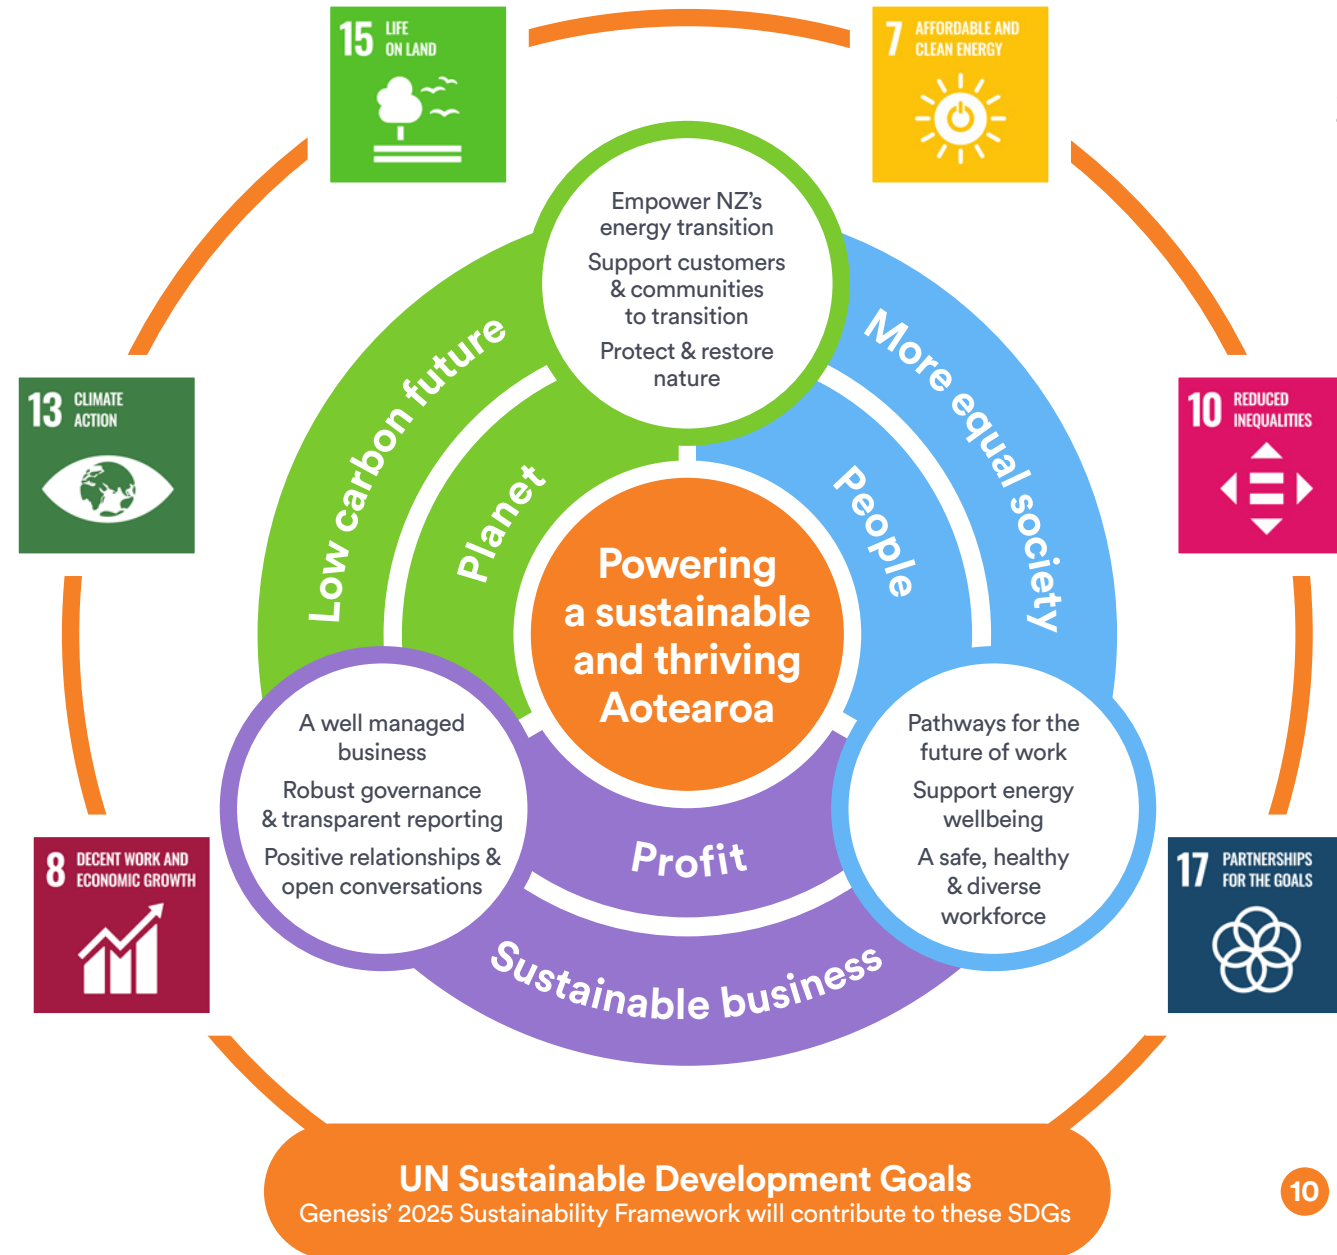 15 LIFE
ON LAND
7 AFFORDABLE AND
CLEAN ENERGY
Empower NZ’s
energy transition
Support customers
& communities
to transition
Protect & restore
nature
Low carbon future
More equal society
13 CLIMATE
ACTION
10 REDUCED
INEQUALITIES
Planet
People
Powering
a sustainable
and thriving
Aotearoa
A well managed
business
Robust governance
& transparent reporting
Positive relationships &
open conversations
Pathways for the
future of work
Support energy
wellbeing
A safe, healthy
& diverse
workforce
Profit
8 DECENT WORK AND
ECONOMIC GROWTH
17 PARTNERSHIPS
FOR THE GOALS
Sustainable business
UN Sustainable Development Goals
Genesis’ 2025 Sustainability Framework will contribute to these SDGs
10